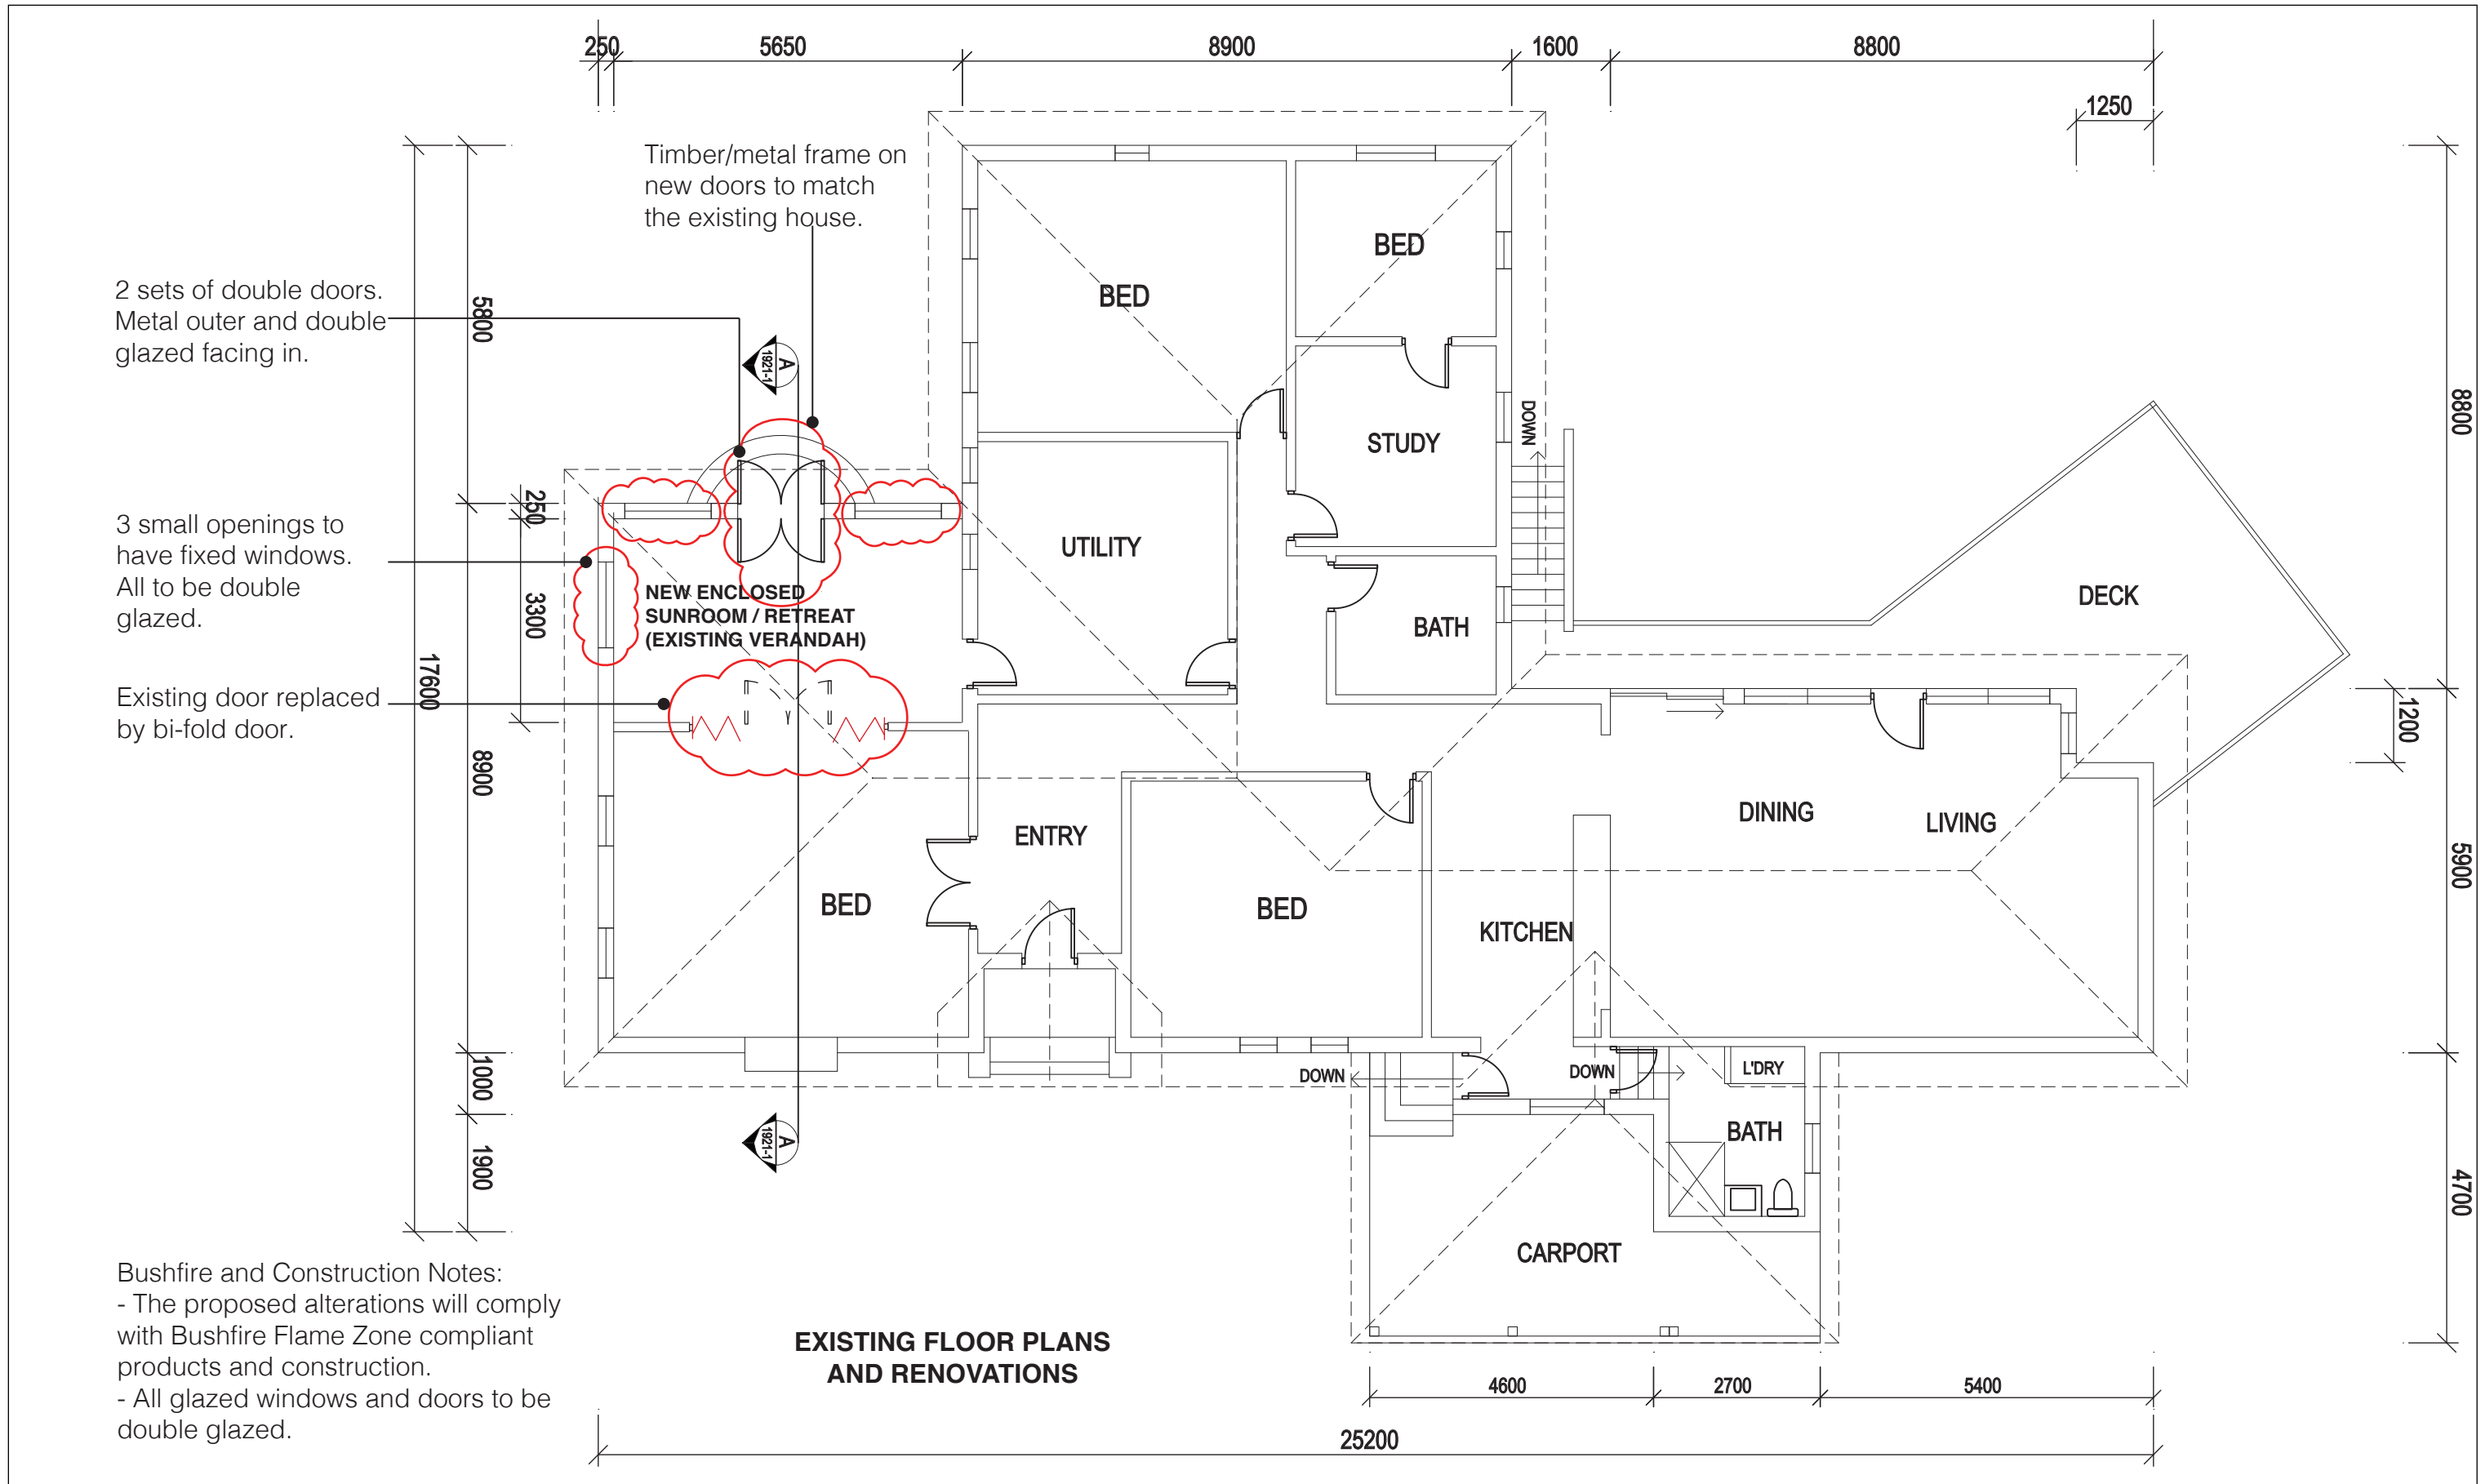 250
5650
8900
1600
8800
1250
Timber/metal frame on
new doors to match
the existing house.
2 sets of double doors.
Metal outer and double
glazed facing in.
3 small openings to
have fixed windows.
All to be double
glazed.
Existing door replaced
by bi-fold door.
17600
5800
8900
1000
1900
250
3300
A
1921-1
NEW ENCLOSED
SUNROOM / RETREAT
(EXISTING VERANDAH)
BED
BED
STUDY
DOWN
UTILITY
BATH
DECK
ENTRY
BED
BED
KITCHEN
DINING
LIVING
DOWN
DOWN
L'DRY
BATH
CARPORT
A
1921-1
8800
1200
5900
4700
Bushfire and Construction Notes:
- The proposed alterations will comply
with Bushfire Flame Zone compliant
products and construction.
- All glazed windows and doors to be
double glazed.
EXISTING FLOOR PLANS
AND RENOVATIONS
4600
2700
5400
25200